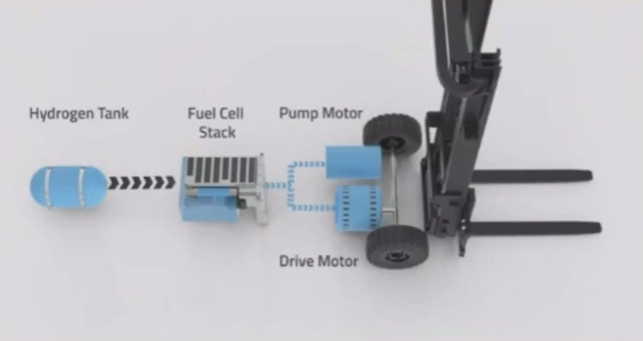 Hydrogen Tank
Fuel Cell
Stack
Pump Motor
Drive Motor